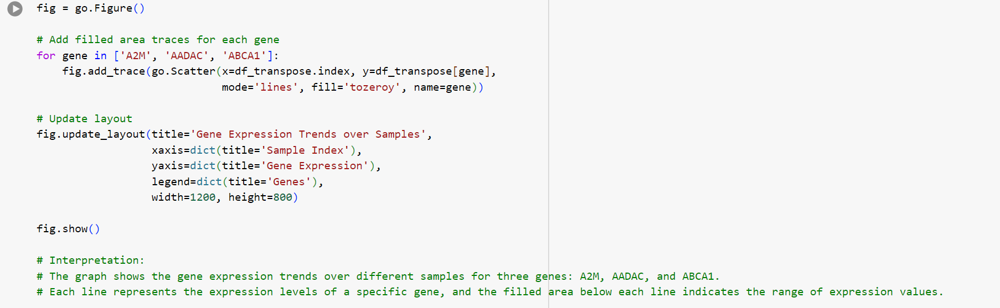 fig = go.Figure()
# Add filled area traces for each gene
for gene in ['A2M', 'AADAC', 'ABCA1']:
    fig.add_trace(go.Scatter(x=df_transpose.index, y=df_transpose[gene],
                             mode='lines', fill='tozeroy', name=gene))
# Update layout
fig.update_layout(title='Gene Expression Trends over Samples',
                  xaxis=dict(title='Sample Index'),
                  yaxis=dict(title='Gene Expression'),
                  legend=dict(title='Genes'),
                  width=1200, height=800)
fig.show()
# Interpretation:
# The graph shows the gene expression trends over different samples for three genes: A2M, AADAC, and ABCA1.
# Each line represents the expression levels of a specific gene, and the filled area below each line indicates the range of expression values.